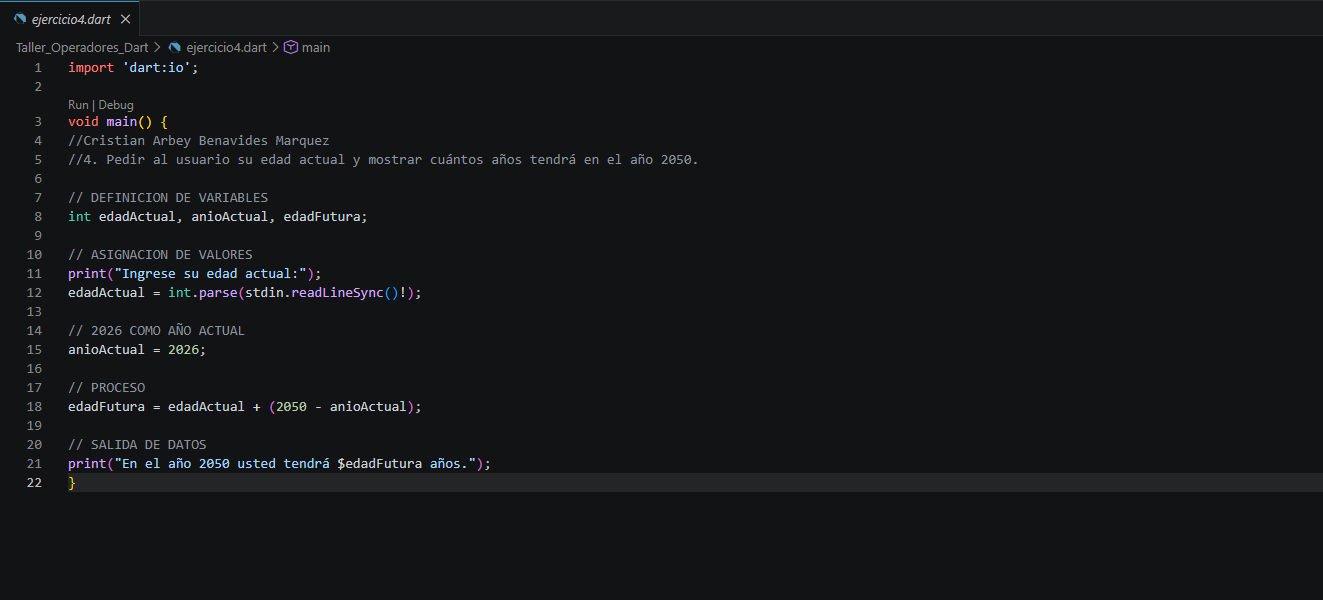 ejercicio4.dart
Taller_Operadores_Dart > ejercicio4.dart > main
1 import 'dart:io';
2
Run | Debug
3 void main() {
4 //Cristian Arbey Benavides Marquez
5 //4. Pedir al usuario su edad actual y mostrar cuántos años tendrá en el año 2050.
6
7 // DEFINICION DE VARIABLES
8 int edadActual, anioActual, edadFutura;
9
10 // ASIGNACION DE VALORES
11 print("Ingrese su edad actual:");
12 edadActual = int.parse(stdin.readLineSync()!);
13
14 // 2026 COMO AÑO ACTUAL
15 anioActual = 2026;
16
17 // PROCESO
18 edadFutura = edadActual + (2050 - anioActual);
19
20 // SALIDA DE DATOS
21 print("En el año 2050 usted tendrá $edadFutura años.");
22 }